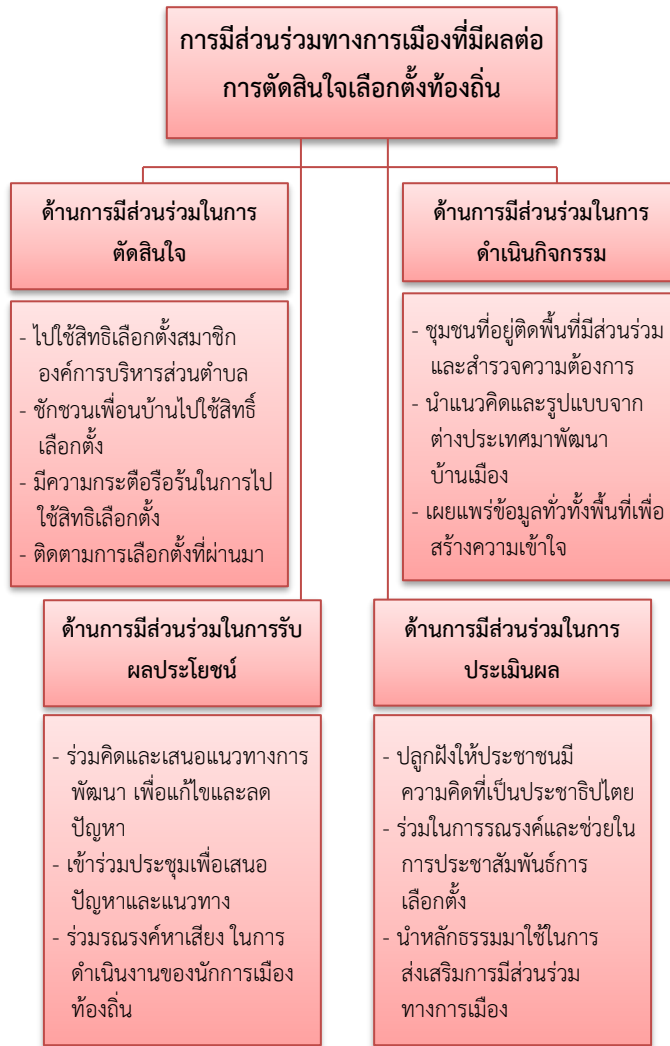 การมีส่วนร่วมทางการเมืองที่มีผลต่อ
การตัดสินใจเลือกตั้งท้องถิ่น
ด้านการมีส่วนร่วมในการ
ตัดสินใจ
- ไปใช้สิทธิเลือกตั้งสมาชิก
องค์การบริหารส่วนตำบล
- ชักชวนเพื่อนบ้านไปใช้สิทธิ์
เลือกตั้ง
- มีความกระตือรือร้นในการไป
ใช้สิทธิเลือกตั้ง
- ติดตามการเลือกตั้งที่ผ่านมา
ด้านการมีส่วนร่วมในการ
ดำเนินกิจกรรม
- ชุมชนที่อยู่ติดพื้นที่มีส่วนร่วม
และสำรวจความต้องการ
- นำแนวคิดและรูปแบบจาก
ต่างประเทศมาพัฒนา
บ้านเมือง
- เผยแพร่ข้อมูลทั่วทั้งพื้นที่เพื่อ
สร้างความเข้าใจ
ด้านการมีส่วนร่วมในการรับ
ผลประโยชน์
- ร่วมคิดและเสนอแนวทางการ
พัฒนา เพื่อแก้ไขและลด
ปัญหา
- เข้าร่วมประชุมเพื่อเสนอ
ปัญหาและแนวทาง
- ร่วมรณรงค์หาเสียง ในการ
ดำเนินงานของนักการเมือง
ท้องถิ่น
ด้านการมีส่วนร่วมในการ
ประเมินผล
- ปลูกฝังให้ประชาชนมี
ความคิดที่เป็นประชาธิปไตย
- ร่วมในการรณรงค์และช่วยใน
การประชาสัมพันธ์การ
เลือกตั้ง
- นำหลักธรรมมาใช้ในการ
ส่งเสริมการมีส่วนร่วม
ทางการเมือง